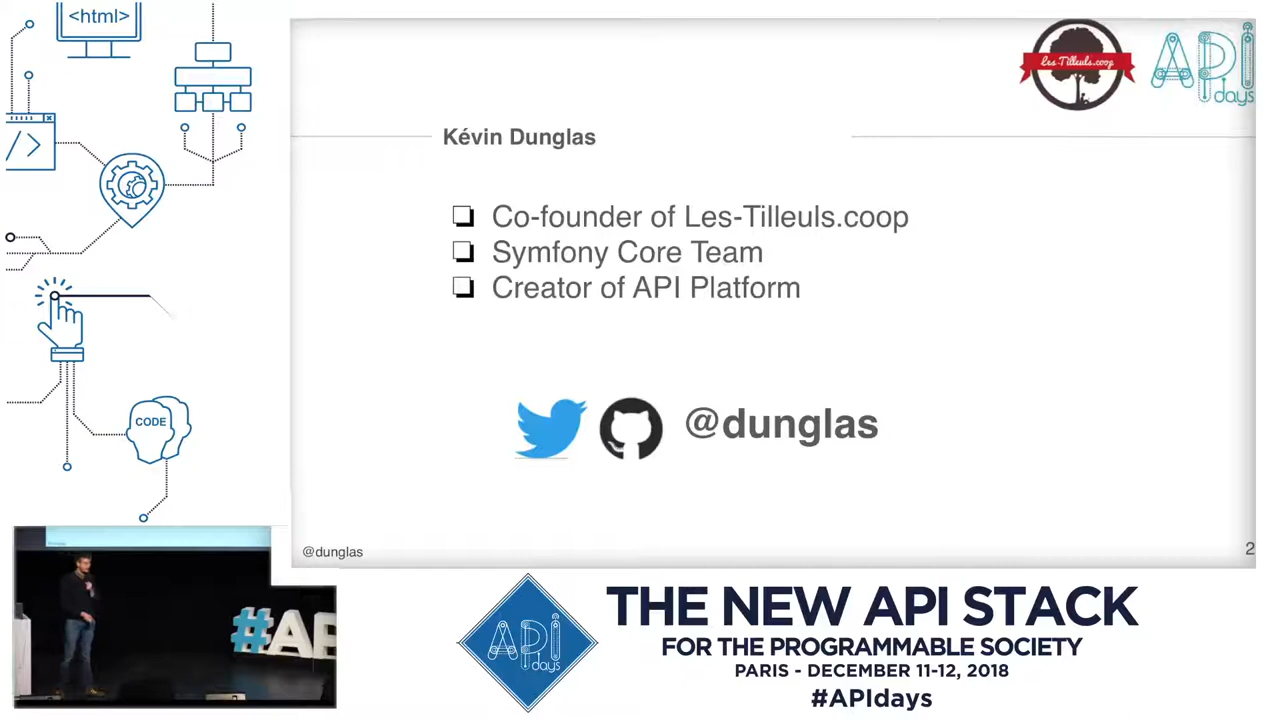 <html>
</>
CODE
Les-Tilleuls.coop
API
days
Kévin Dunglas
Co-founder of Les-Tilleuls.coop
Symfony Core Team
Creator of API Platform
@dunglas
@dunglas
2
#AP
API
days
THE NEW API STACK
FOR THE PROGRAMMABLE SOCIETY
PARIS - DECEMBER 11-12, 2018
#APIdays